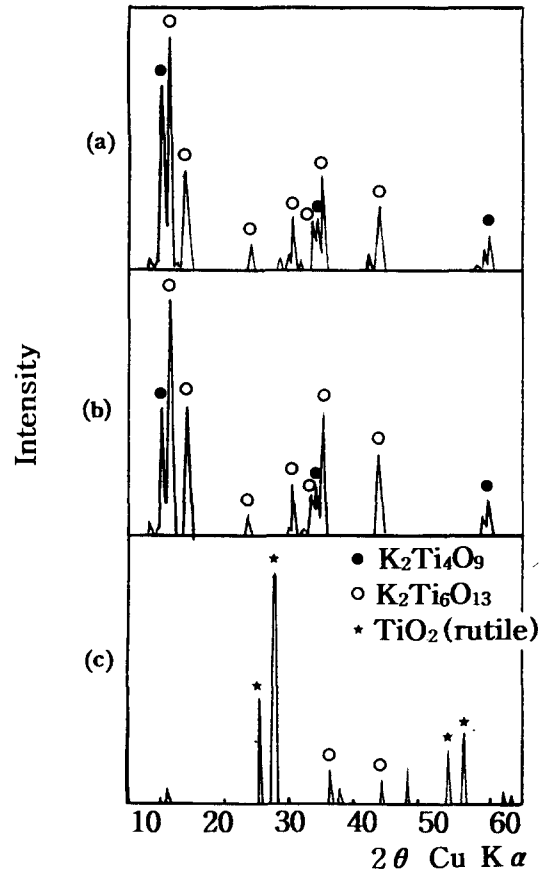 (a)
(b)
Intensity
● K₂Ti₄O₉
○ K₂Ti₆O₁₃
★ TiO₂ (rutile)
(c)
10 20 30 40 50 60
2θ Cu Kα